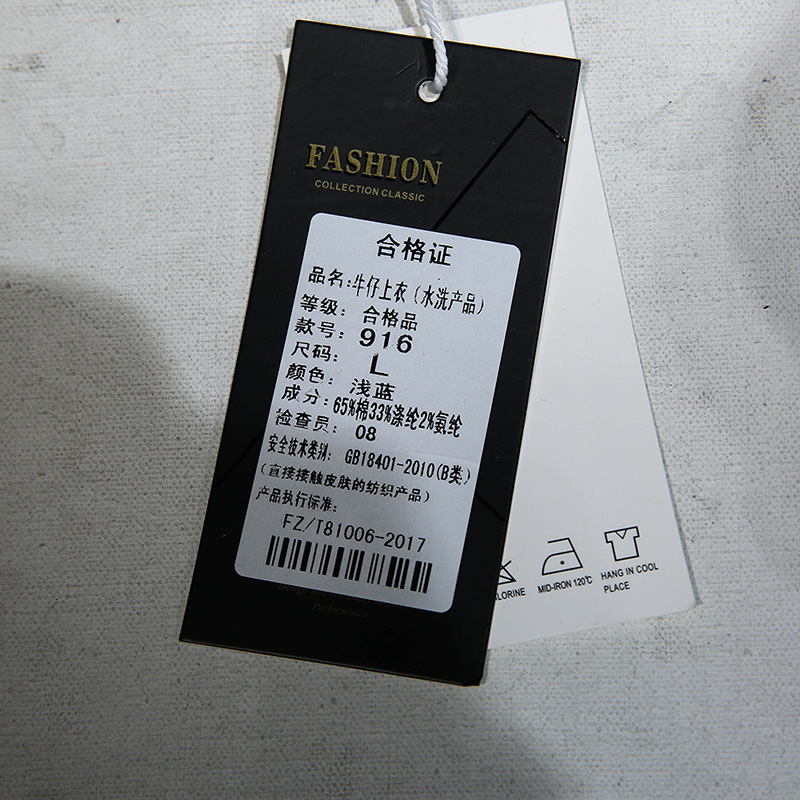 FASHION
COLLECTION CLASSIC
合格证
品名:牛仔上衣（水洗产品）
等级: 合格品
款号: 916
尺码: L
颜色: 浅蓝
成分: 65%棉33%涤纶2%氨纶
检查员: 08
安全技术类别: GB18401-2010(B类)
(直接接触皮肤的纺织产品)
产品执行标准:
FZ/T81006-2017
Performance
MID-IRON 120℃
HANG IN COOL
PLACE